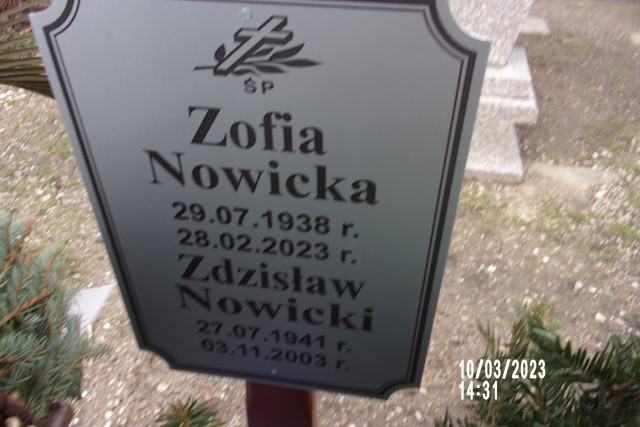 ŚP
Zofia
Nowicka
29.07.1938 r.
28.02.2023 r.
Zdzisław
Nowicki
27.07.1941 r.
03.11.2003 r.
10/03/2023
14:31